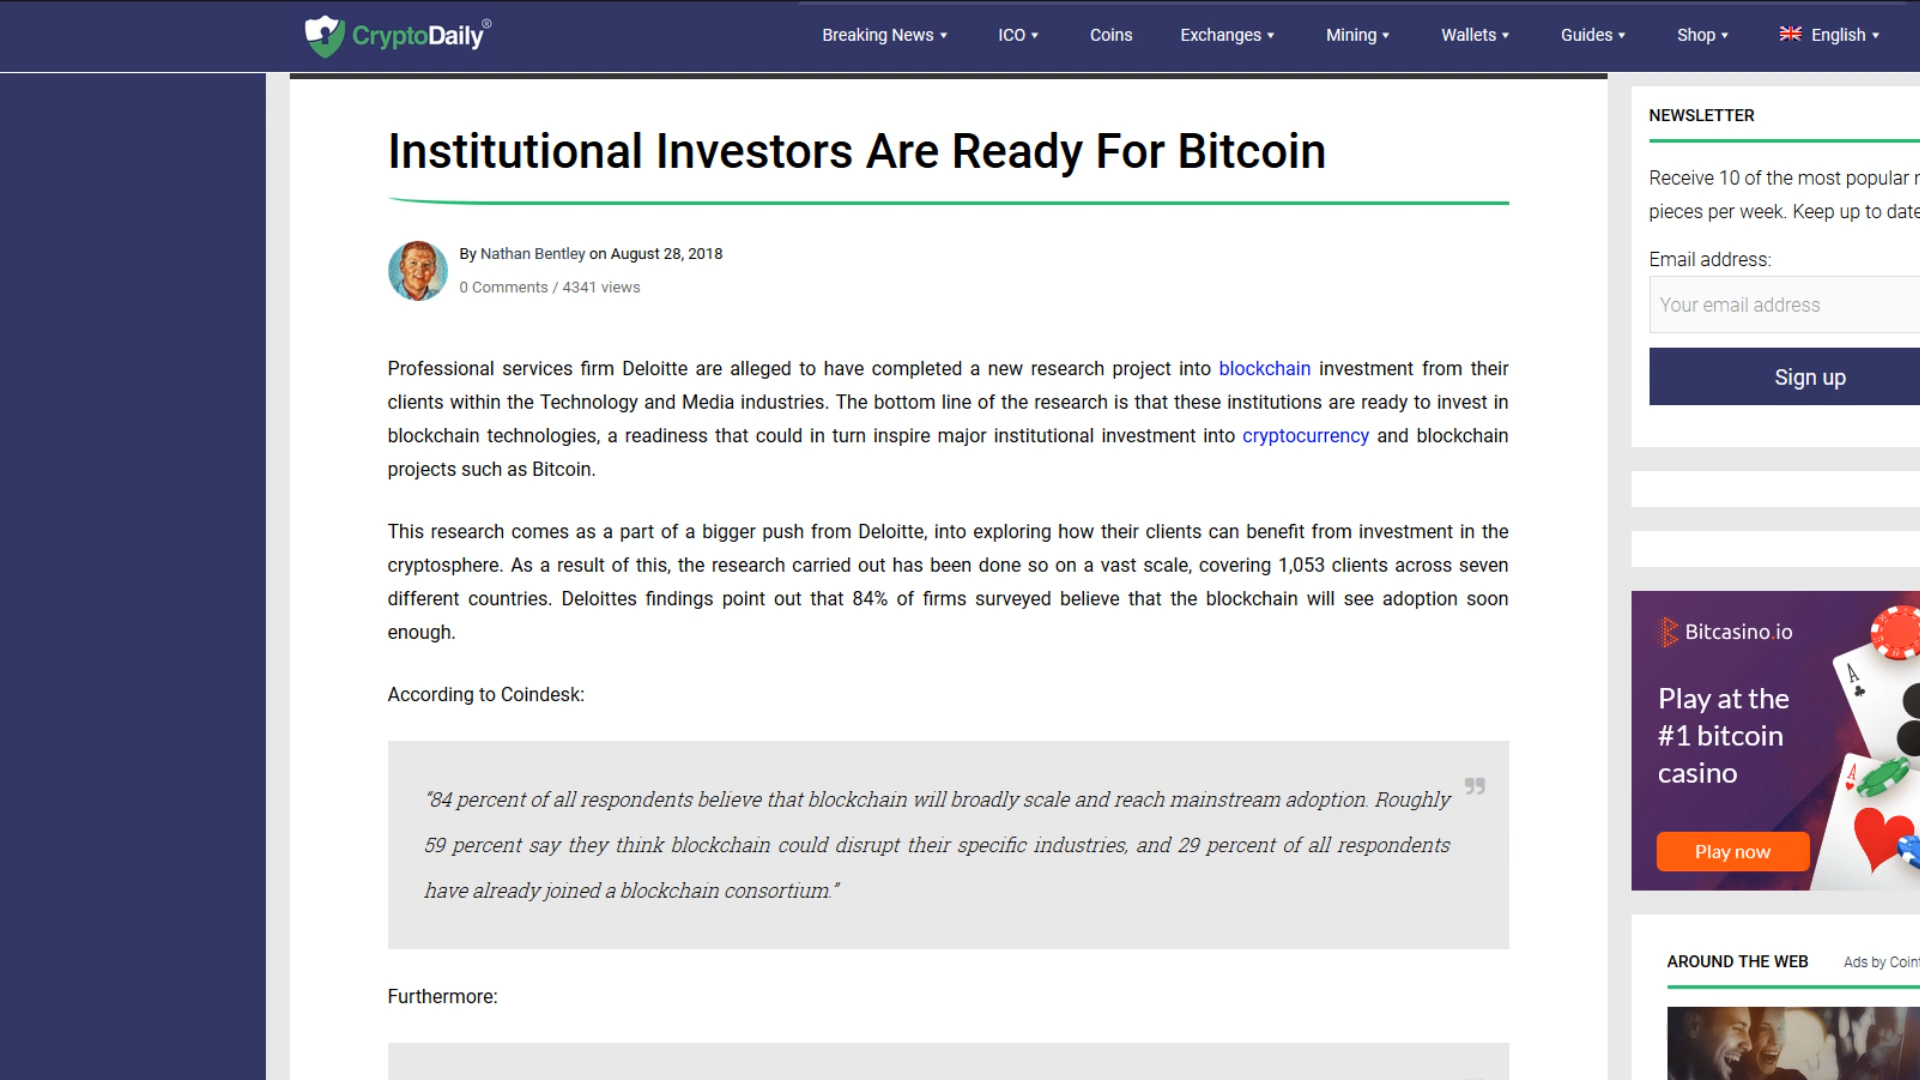 CryptoDaily®
Breaking News
ICO
Coins
Exchanges
Mining
Wallets
Guides
Shop
English
Institutional Investors Are Ready For Bitcoin
By Nathan Bentley on August 28, 2018
0 Comments / 4341 views
Professional services firm Deloitte are alleged to have completed a new research project into blockchain investment from their
clients within the Technology and Media industries. The bottom line of the research is that these institutions are ready to invest in
blockchain technologies, a readiness that could in turn inspire major institutional investment into cryptocurrency and blockchain
projects such as Bitcoin.
This research comes as a part of a bigger push from Deloitte, into exploring how their clients can benefit from investment in the
cryptosphere. As a result of this, the research carried out has been done so on a vast scale, covering 1,053 clients across seven
different countries. Deloittes findings point out that 84% of firms surveyed believe that the blockchain will see adoption soon
enough.
According to Coindesk:
“84 percent of all respondents believe that blockchain will broadly scale and reach mainstream adoption. Roughly
59 percent say they think blockchain could disrupt their specific industries, and 29 percent of all respondents
have already joined a blockchain consortium.”
Furthermore:
NEWSLETTER
Receive 10 of the most popular
pieces per week. Keep up to date
Email address:
Your email address
Sign up
Bitcasino.io
Play at the
#1 bitcoin
casino
Play now
A
A
AROUND THE WEB
Ads by